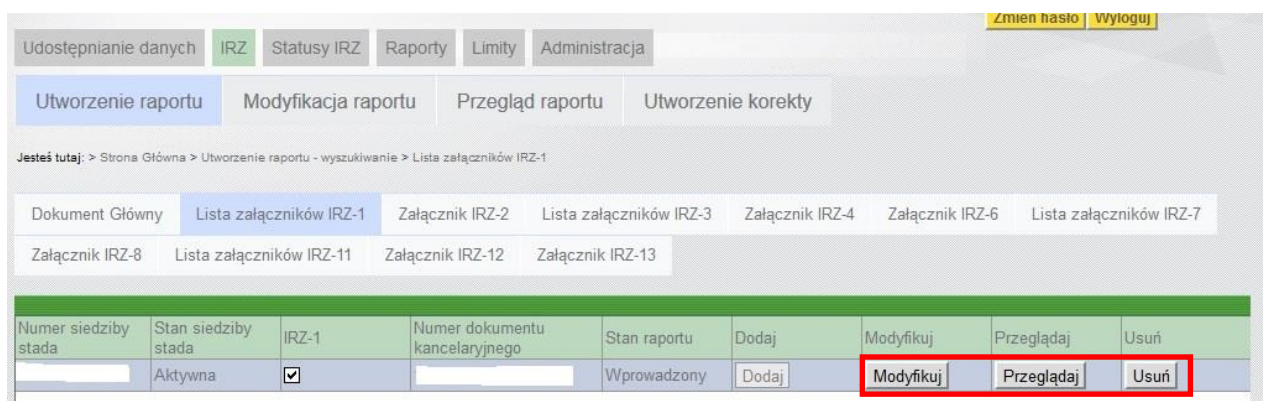 Zmień hasło Wyloguj
Udostępnianie danych IRZ Statusy IRZ Raporty Limity Administracja
Utworzenie raportu Modyfikacja raportu Przegląd raportu Utworzenie korekty
Jesteś tutaj: > Strona Główna > Utworzenie raportu - wyszukiwanie > Lista załączników IRZ-1
Dokument Główny Lista załączników IRZ-1 Załącznik IRZ-2 Lista załączników IRZ-3 Załącznik IRZ-4 Załącznik IRZ-6 Lista załączników IRZ-7
Załącznik IRZ-8 Lista załączników IRZ-11 Załącznik IRZ-12 Załącznik IRZ-13
Numer siedziby stada Stan siedziby stada IRZ-1 Numer dokumentu kancelaryjnego Stan raportu Dodaj Modyfikuj Przeglądaj Usuń
Aktywna Wprowadzony Dodaj Modyfikuj Przeglądaj Usuń